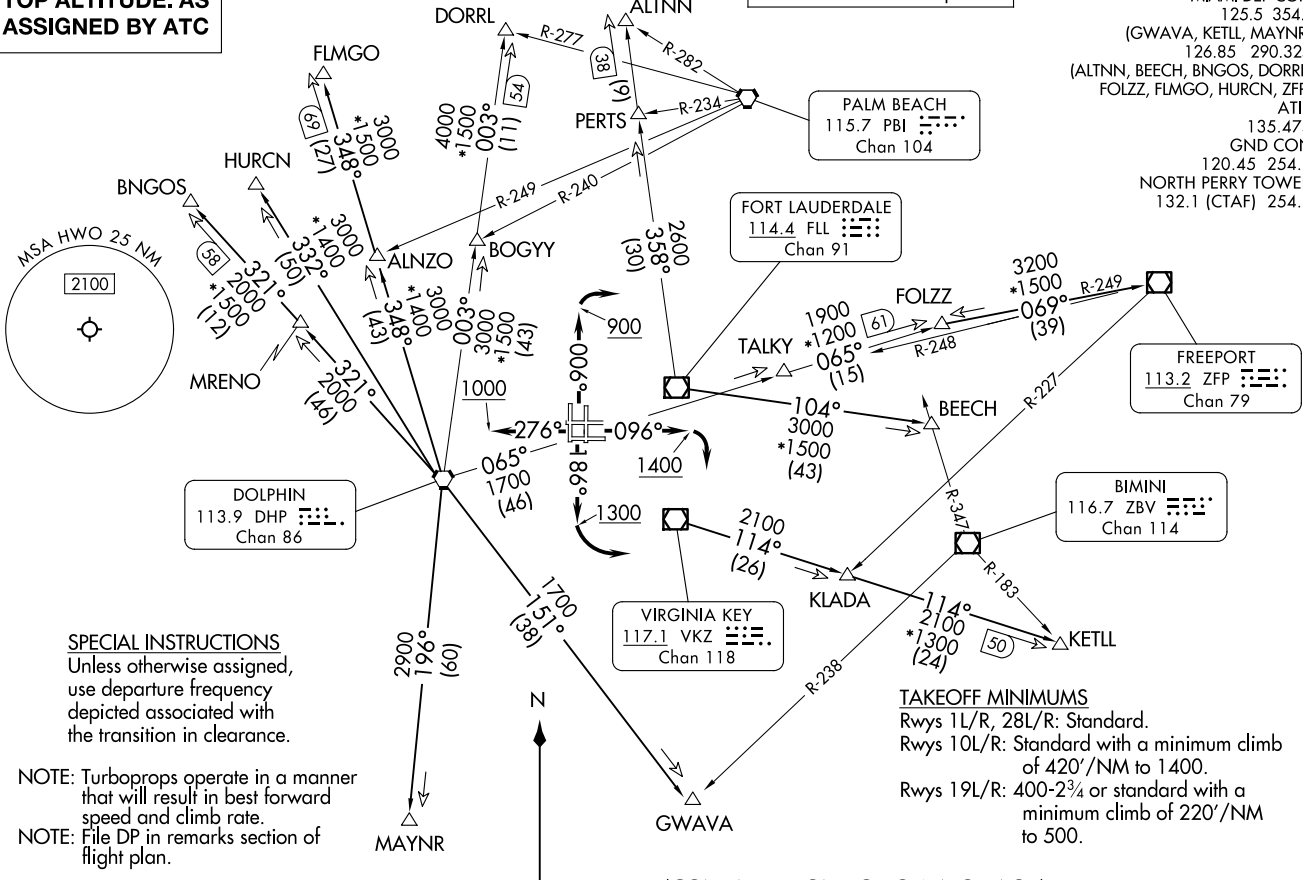 TOP ALTITUDE: AS
ASSIGNED BY ATC
125.5 354.
(GWAVA, KETLL, MAYNR
126.85 290.32
(ALTNN, BEECH, BNGOS, DORRL
FOLZZ, FLMGO, HURCN, ZFP
ATI
135.47
GND CON
120.45 254.
NORTH PERRY TOWE
132.1 (CTAF) 254.
DORRL
ALTNN
FLMGO
R-277
R-282
38
(9)
54
4000
*1500
003°
(11)
PERTS
R-234
PALM BEACH
115.7 PBI
Chan 104
69
(27)
3000
*1500
348°
HURCN
BNGOS
R-249
R-240
MSA HWO 25 NM
2100
58
321°
2000
*1500
(12)
3000
*1400
332°
(50)
ALNZO
BOGYY
2600
358°
(30)
FORT LAUDERDALE
114.4 FLL
Chan 91
MRENO
321°
2000
(46)
3000
*1400
348°
(43)
003°
3000
*1500
(43)
900
006°
1000
276°
096°
1400
186°
1300
065°
1700
(46)
TALKY
1900
*1200
61
065°
(15)
FOLZZ
R-248
3200
*1500
069°
(39)
R-249
FREEPORT
113.2 ZFP
Chan 79
R-227
104°
3000
*1500
(43)
BEECH
R-347
DOLPHIN
113.9 DHP
Chan 86
BIMINI
116.7 ZBV
Chan 114
2100
114°
(26)
KLADA
R-183
114°
2100
*1300
(24)
50
KETLL
VIRGINIA KEY
117.1 VKZ
Chan 118
R-238
1700
151°
(38)
2900
196°
(60)
MAYNR
GWAVA
N
SPECIAL INSTRUCTIONS
Unless otherwise assigned,
use departure frequency
depicted associated with
the transition in clearance.
NOTE: Turboprops operate in a manner
that will result in best forward
speed and climb rate.
NOTE: File DP in remarks section of
flight plan.
TAKEOFF MINIMUMS
Rwys 1L/R, 28L/R: Standard.
Rwys 10L/R: Standard with a minimum climb
of 420'/NM to 1400.
Rwys 19L/R: 400-2¾ or standard with a
minimum climb of 220'/NM
to 500.